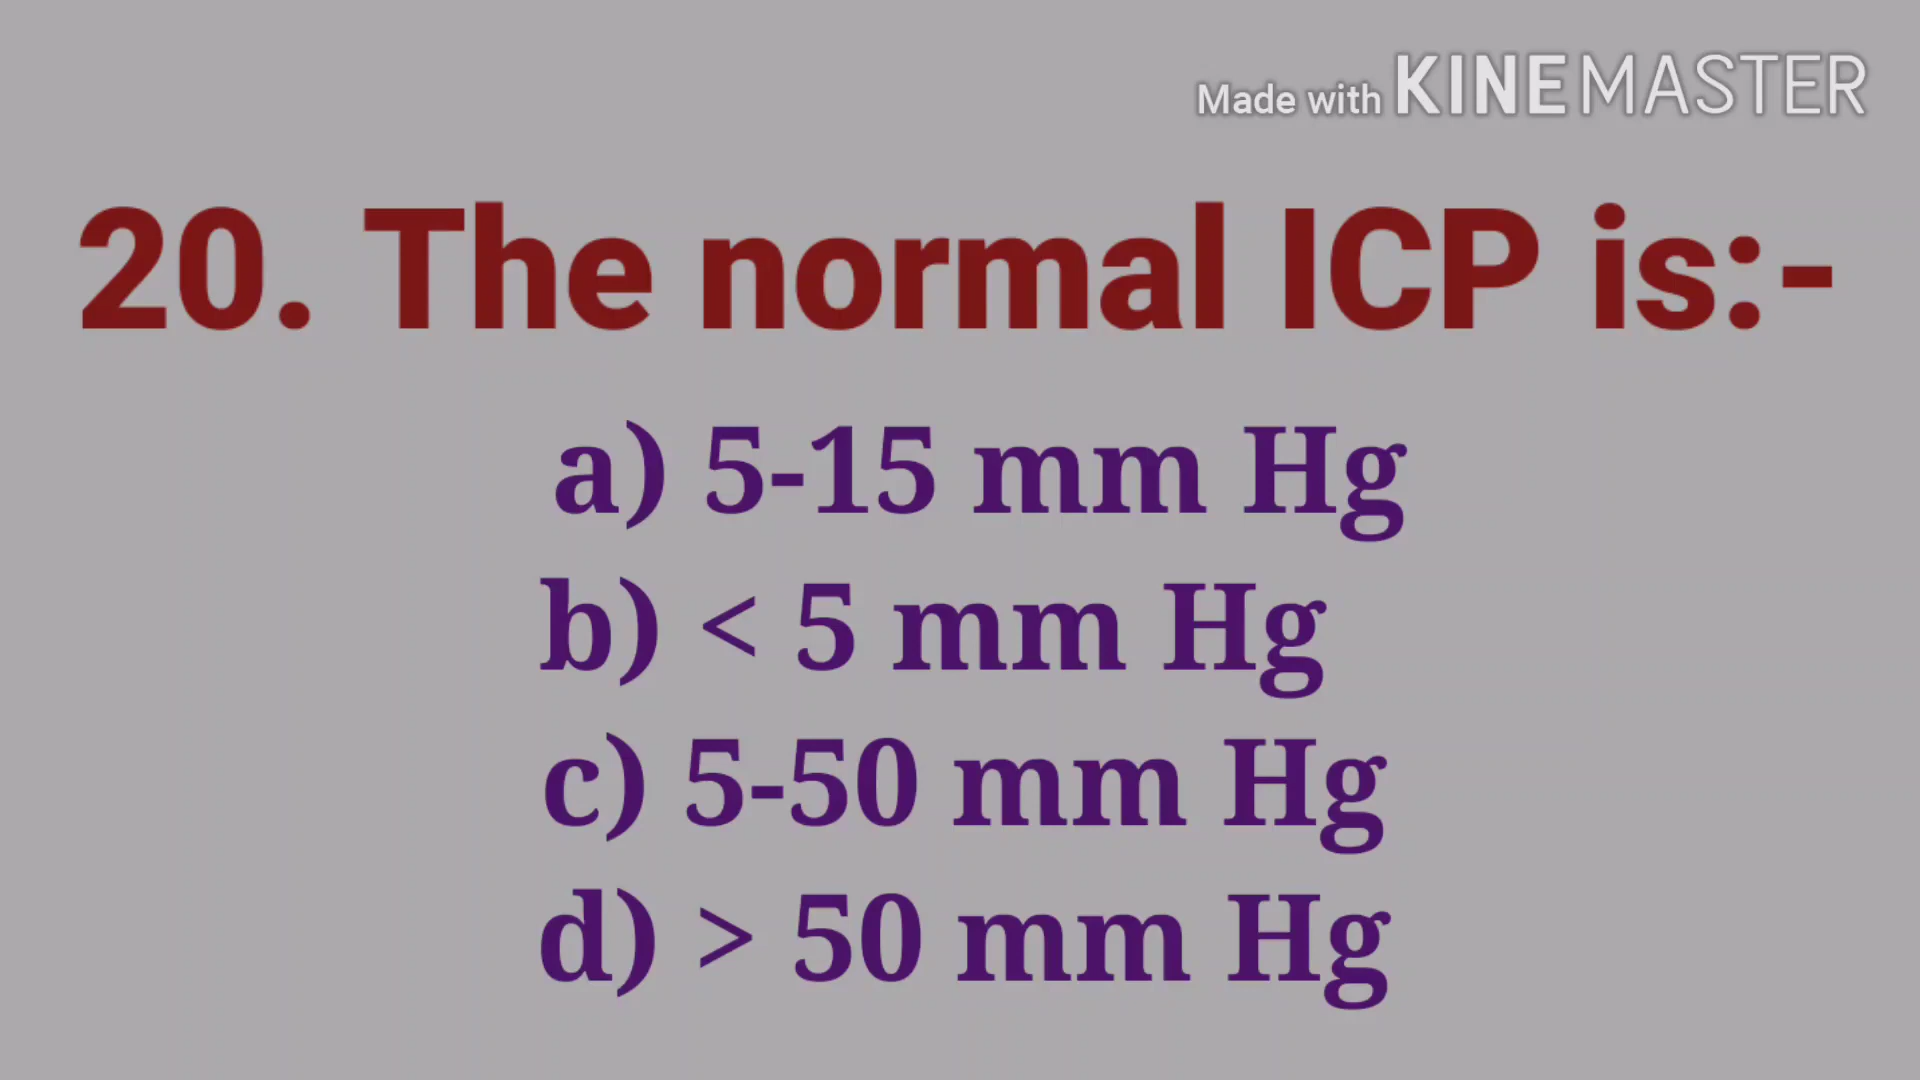 Made with KINEMASTER
20. The normal ICP is:-
a) 5-15 mm Hg
b) < 5 mm Hg
c) 5-50 mm Hg
d) > 50 mm Hg